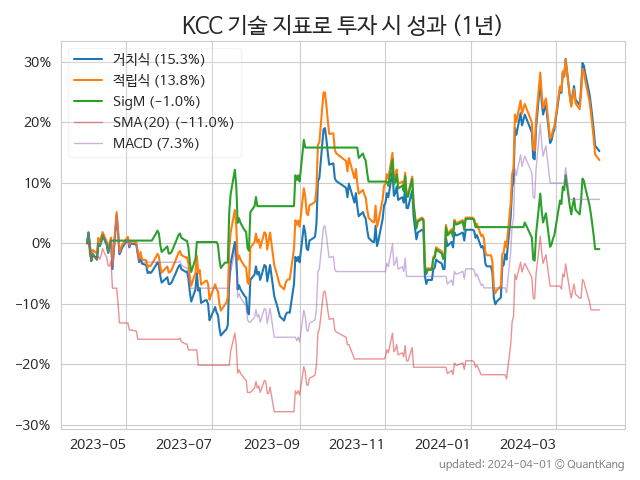 KCC 기술 지표로 투자 시 성과 (1년)
거치식 (15.3%)
적립식 (13.8%)
SigM (−1.0%)
SMA(20) (−11.0%)
MACD (7.3%)
30%
20%
10%
0%
−10%
−20%
−30%
2023-05 2023-07 2023-09 2023-11 2024-01 2024-03
updated: 2024-04-01 © QuantKang